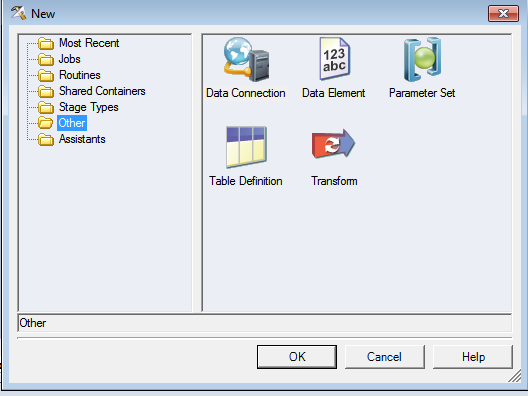 New
Most Recent
Jobs
Routines
Shared Containers
Stage Types
Other
Assistants
Data Connection
123
abc
Data Element
Parameter Set
Table Definition
Transform
Other
OK
Cancel
Help